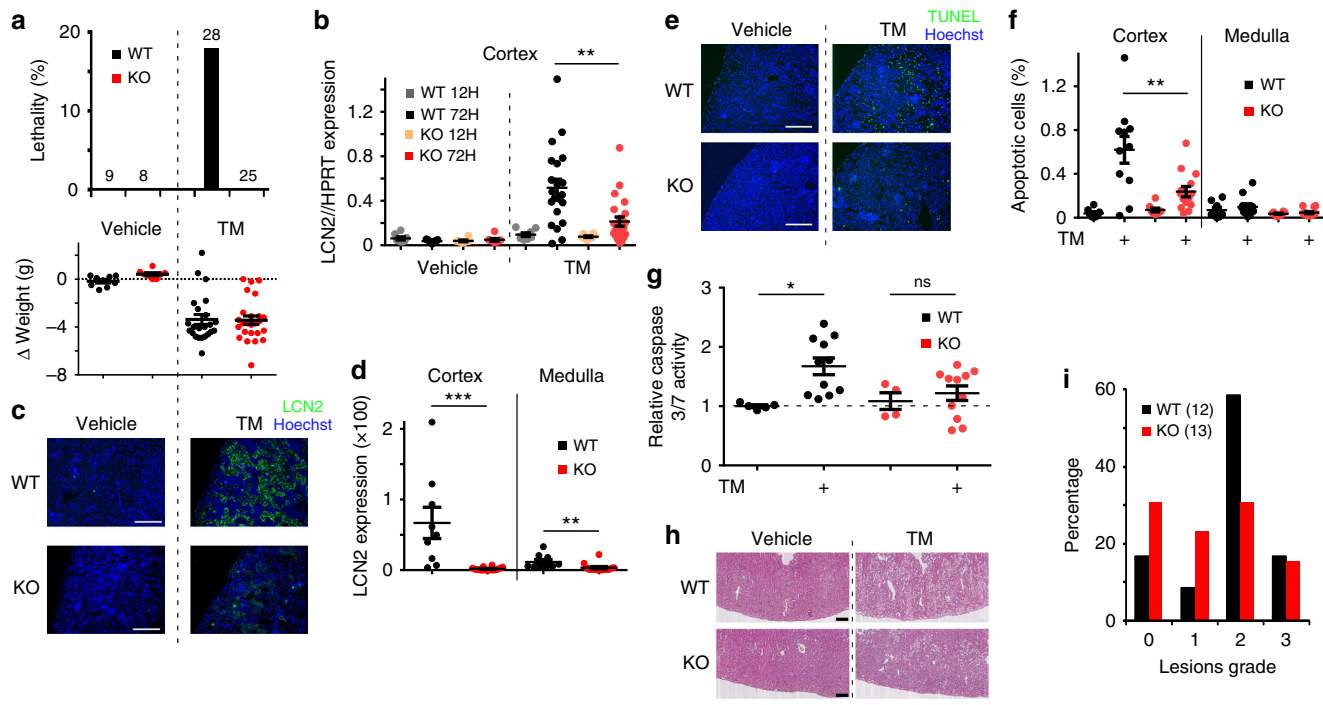 a
20
15
10
5
0
Lethality (%)
WT
KO
28
9
8
25
Vehicle
TM
0
−4
−8
Δ Weight (g)
b
Cortex
**
1.2
0.8
0.4
0
LCN2//HPRT expression
WT 12H
WT 72H
KO 12H
KO 72H
Vehicle
TM
c
LCN2
Vehicle
TM
Hoechst
WT
KO
d
Cortex
Medulla
***
**
2
1
0
LCN2 expression (×100)
WT
KO
e
TUNEL
Vehicle
TM
Hoechst
WT
KO
f
Cortex
Medulla
**
1.2
0.8
0.4
0
Apoptotic cells (%)
WT
KO
TM
+
+
+
+
g
*
ns
3
2
1
0
Relative caspase
3/7 activity
WT
KO
TM
+
+
h
Vehicle
TM
WT
KO
i
60
40
20
0
Percentage
WT (12)
KO (13)
0 1 2 3
Lesions grade